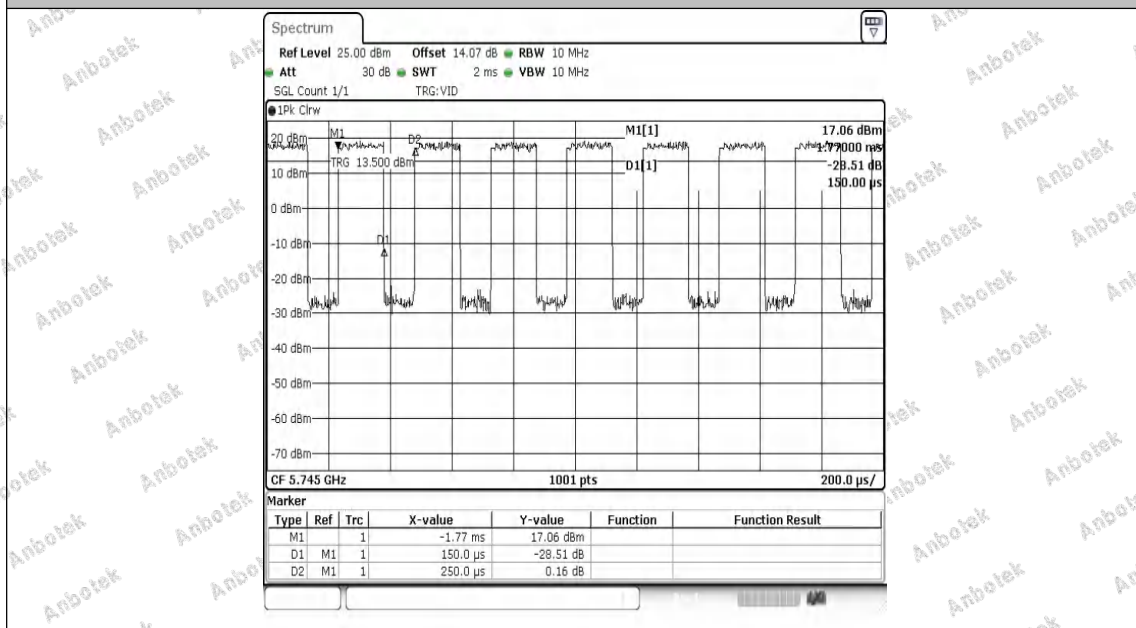 Spectrum
Ref Level 25.00 dBm Offset 14.07 dB RBW 10 MHz
Att 30 dB SWT 2 ms VBW 10 MHz
SGL Count 1/1 TRG:VID
1Pk Clrw
M1[1] 17.06 dBm
-1.77000 ms
D1[1] -28.51 dB
150.00 µs
M1
D2
D1
TRG 13.500 dBm
20 dBm
10 dBm
0 dBm
-10 dBm
-20 dBm
-30 dBm
-40 dBm
-50 dBm
-60 dBm
-70 dBm
CF 5.745 GHz 1001 pts 200.0 µs/
Marker
Type Ref Trc X-value Y-value Function Function Result
M1 1 -1.77 ms 17.06 dBm
D1 M1 1 150.0 µs -28.51 dB
D2 M1 1 250.0 µs 0.16 dB
Anbotek